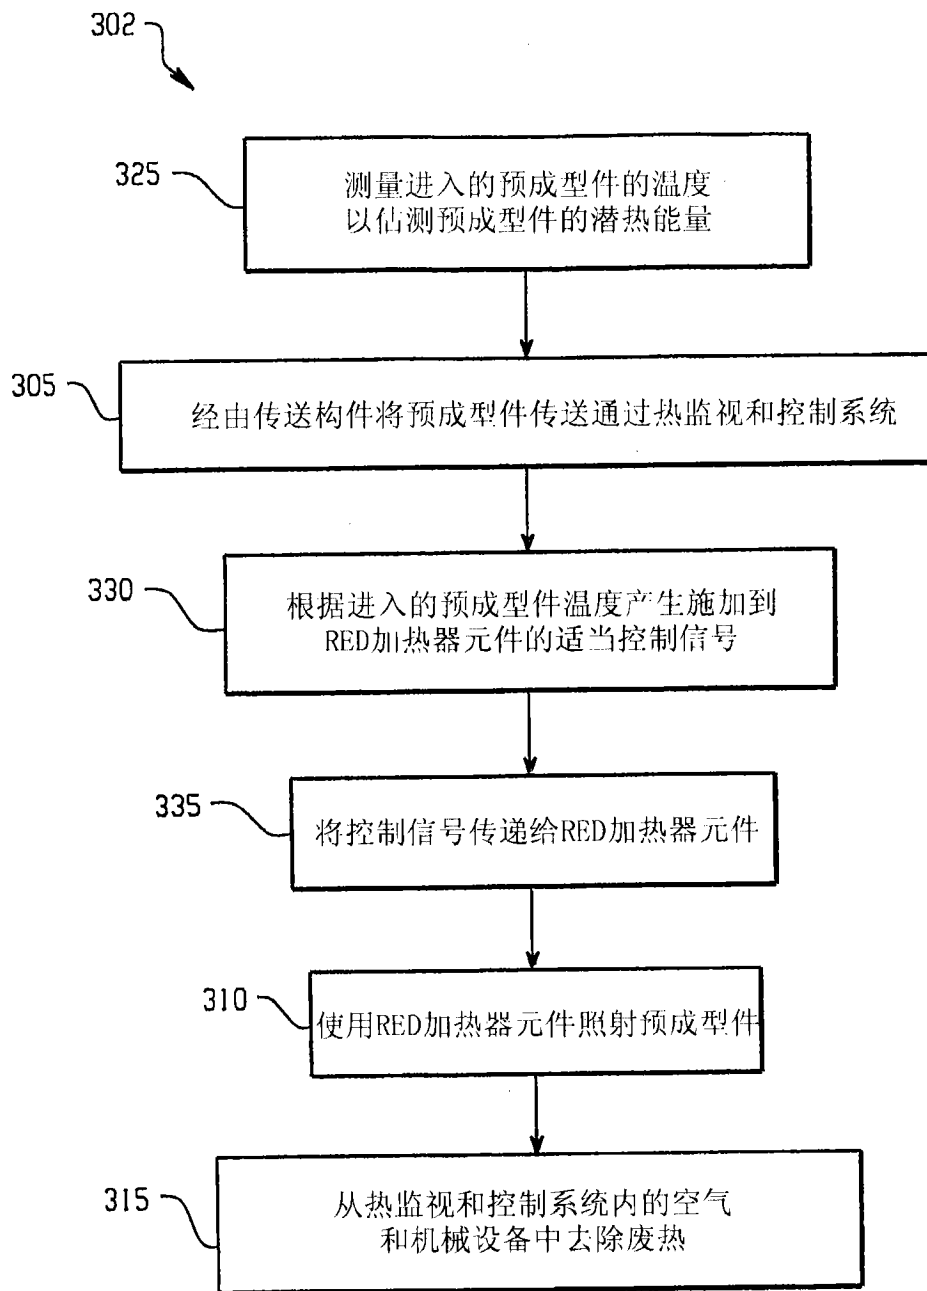 302
325
测量进入的预成型件的温度
以估测预成型件的潜热能量
305
经由传送构件将预成型件传送通过热监视和控制系统
330
根据进入的预成型件温度产生施加到
RED加热器元件的适当控制信号
335
将控制信号传递给RED加热器元件
310
使用RED加热器元件照射预成型件
315
从热监视和控制系统内的空气
和机械设备中去除废热